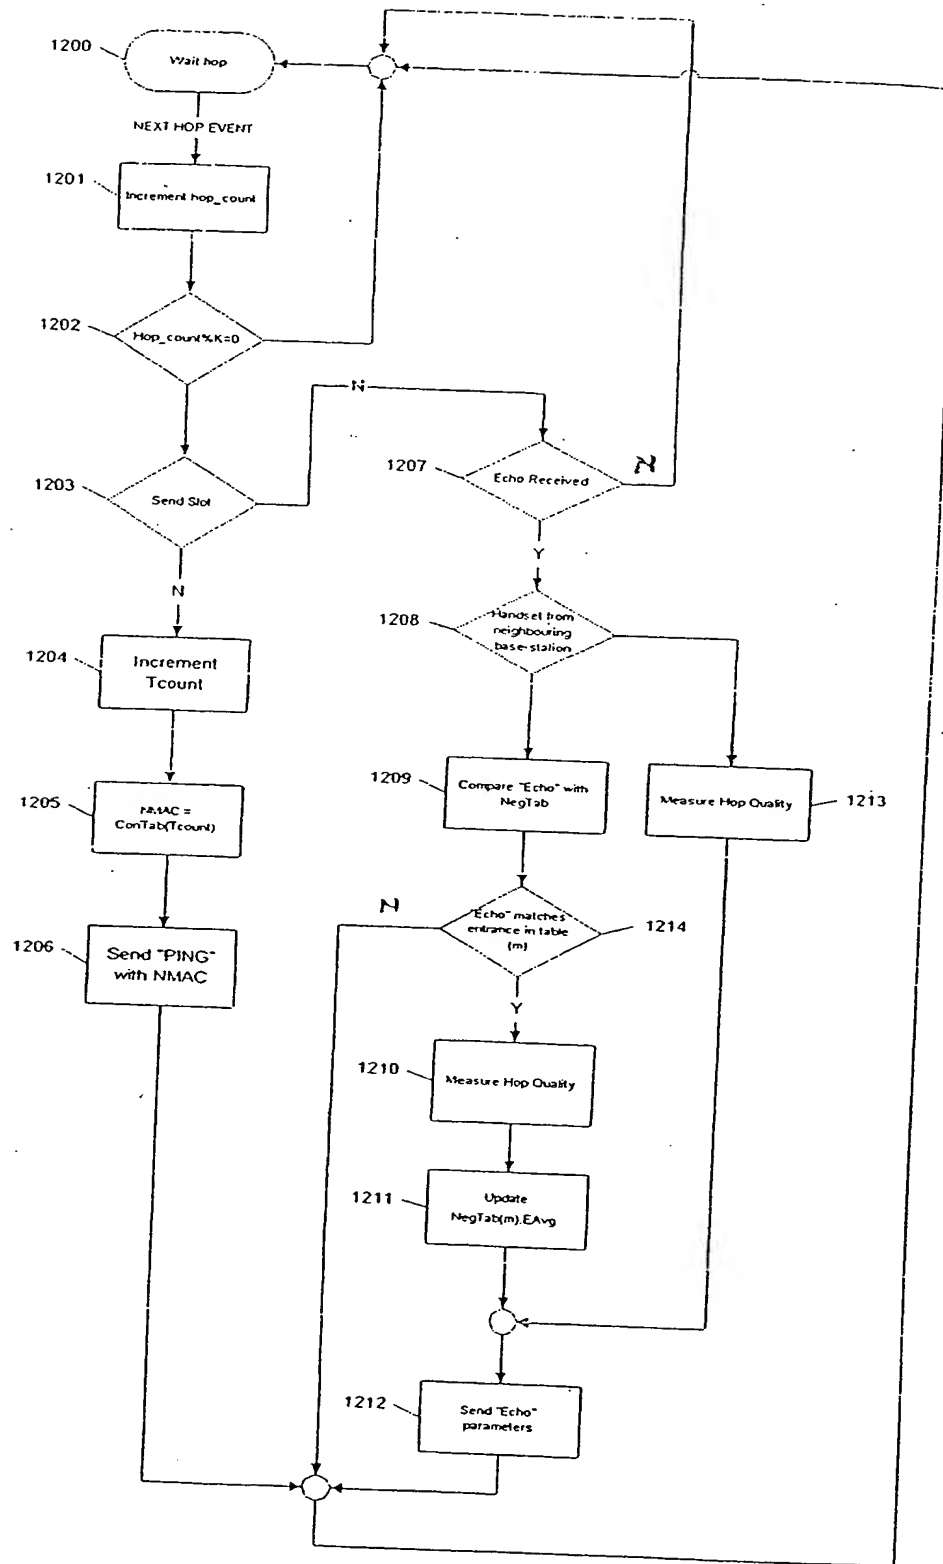 1200
Wait hop
NEXT HOP EVENT
1201
Increment hop_count
1202
Hop_count%K=0
N
1203
Send Slot
1207
Echo Received
N
N
Y
1204
Increment
Tcount
1208
Handset from
neighbouring
base-station
1205
NMAC =
ConTab(Tcount)
1209
Compare "Echo" with
NegTab
Measure Hop Quality
1213
1206
Send "PING"
with NMAC
N
"Echo" matches
entrance in table
(m)
1214
Y
1210
Measure Hop Quality
1211
Update
NegTab(m).EAvg
1212
Send "Echo"
parameters